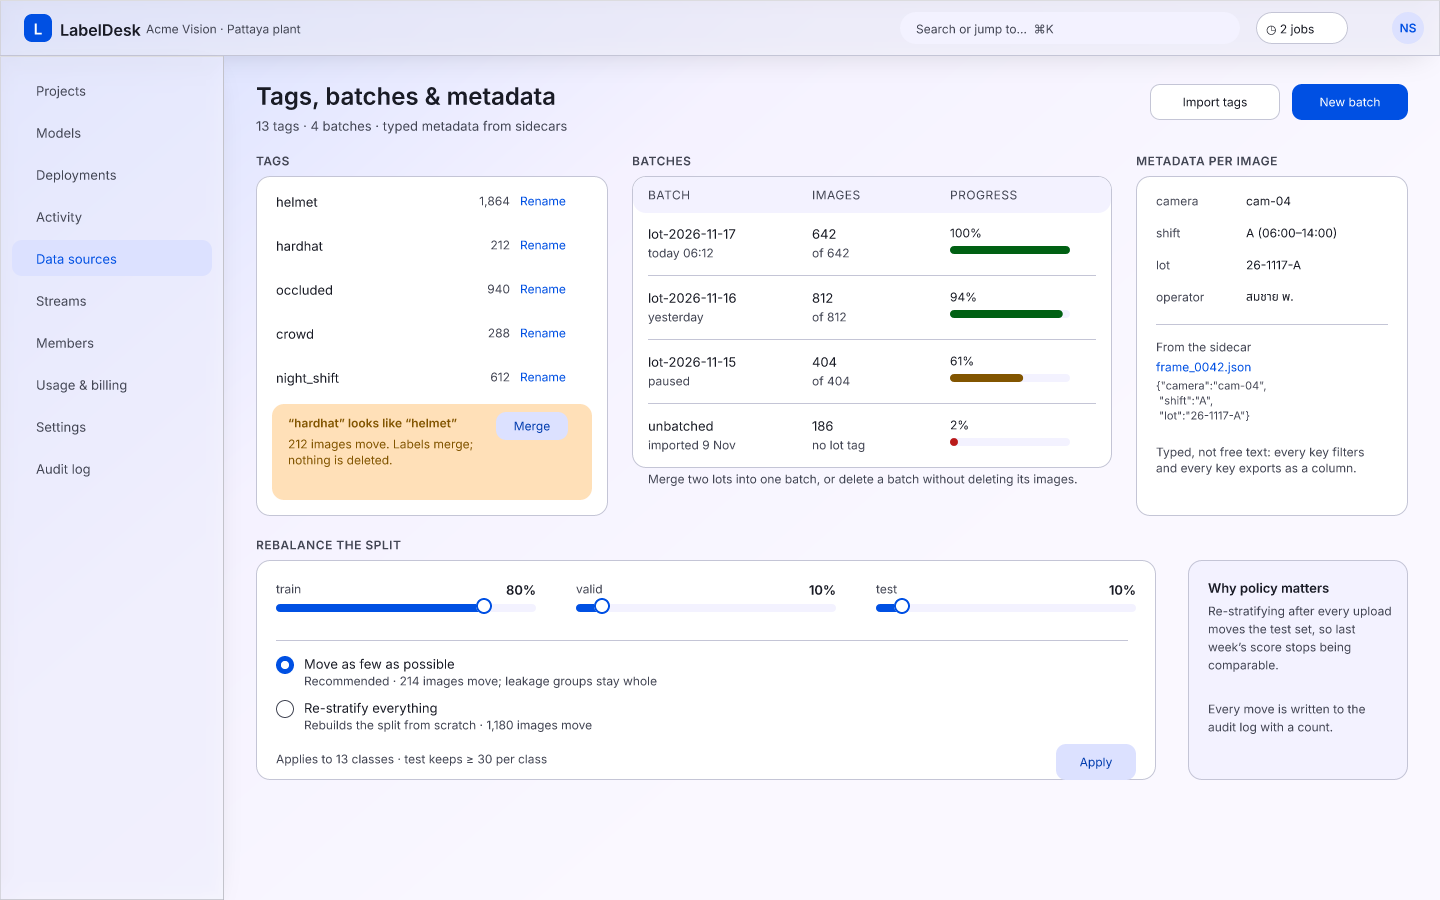 L LabelDesk Acme Vision · Pattaya plant
Search or jump to... ⌘K
◷ 2 jobs
NS
Projects
Models
Deployments
Activity
Data sources
Streams
Members
Usage & billing
Settings
Audit log
Tags, batches & metadata
13 tags · 4 batches · typed metadata from sidecars
Import tags
New batch
TAGS
helmet 1,864 Rename
hardhat 212 Rename
occluded 940 Rename
crowd 288 Rename
night_shift 612 Rename
“hardhat” looks like “helmet”
212 images move. Labels merge;
nothing is deleted.
Merge
BATCHES
BATCH IMAGES PROGRESS
lot-2026-11-17 642 100%
today 06:12 of 642
lot-2026-11-16 812 94%
yesterday of 812
lot-2026-11-15 404 61%
paused of 404
unbatched 186 2%
imported 9 Nov no lot tag
Merge two lots into one batch, or delete a batch without deleting its images.
METADATA PER IMAGE
camera cam-04
shift A (06:00–14:00)
lot 26-1117-A
operator สมชาย พ.
From the sidecar
frame_0042.json
{"camera":"cam-04",
"shift":"A",
"lot":"26-1117-A"}
Typed, not free text: every key filters
and every key exports as a column.
REBALANCE THE SPLIT
train 80%
valid 10%
test 10%
Move as few as possible
Recommended · 214 images move; leakage groups stay whole
Re-stratify everything
Rebuilds the split from scratch · 1,180 images move
Applies to 13 classes · test keeps ≥ 30 per class
Apply
Why policy matters
Re-stratifying after every upload
moves the test set, so last
week’s score stops being
comparable.
Every move is written to the
audit log with a count.